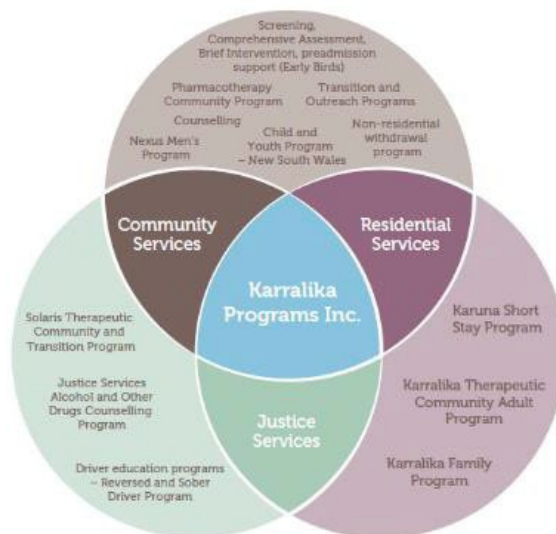 Screening,
Comprehensive Assessment,
Brief Intervention, preadmission
support (Early Birds)
Pharmacotherapy
Community Program
Transition and
Outreach Programs
Counselling
Nexus Men's
Program
Child and
Youth Program
– New South Wales
Non-residential
withdrawal
program
Community
Services
Residential
Services
Karralika
Programs Inc.
Solaris Therapeutic
Community and
Transition Program
Justice Services
Alcohol and Other
Drugs Counselling
Program
Driver education programs
– Reversed and Sober
Driver Program
Justice
Services
Karuna Short
Stay Program
Karralika Therapeutic
Community Adult
Program
Karralika Family
Program